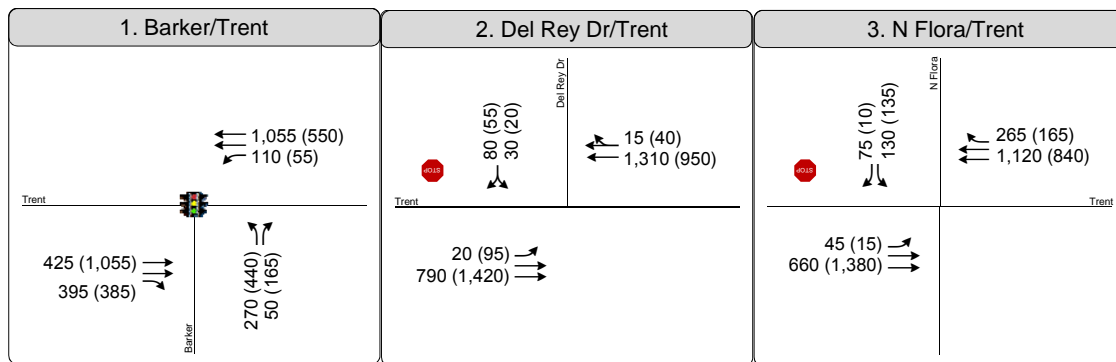 1. Barker/Trent
1,055 (550)
110 (55)
Trent
425 (1,055)
395 (385)
270 (440)
50 (165)
Barker
2. Del Rey Dr/Trent
Del Rey Dr
80 (55)
30 (20)
15 (40)
1,310 (950)
STOP
Trent
20 (95)
790 (1,420)
3. N Flora/Trent
N Flora
75 (10)
130 (135)
265 (165)
1,120 (840)
STOP
Trent
45 (15)
660 (1,380)